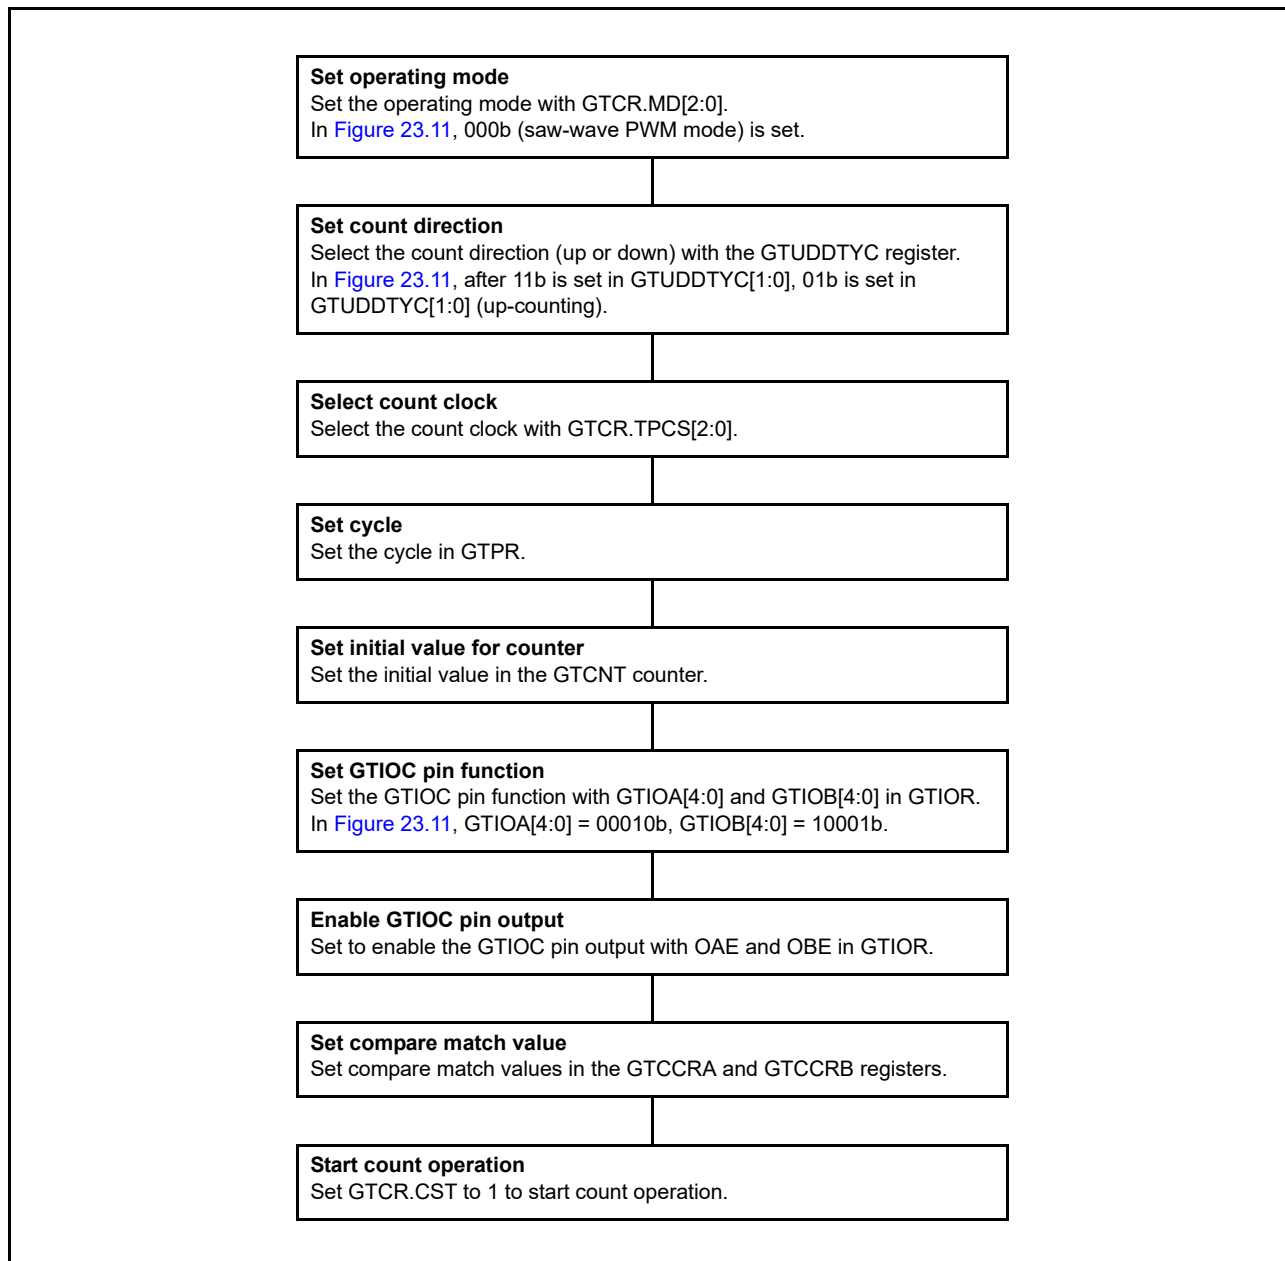 Set operating mode
Set the operating mode with GTCR.MD[2:0].
In Figure 23.11, 000b (saw-wave PWM mode) is set.
Set count direction
Select the count direction (up or down) with the GTUDDTYC register.
In Figure 23.11, after 11b is set in GTUDDTYC[1:0], 01b is set in
GTUDDTYC[1:0] (up-counting).
Select count clock
Select the count clock with GTCR.TPCS[2:0].
Set cycle
Set the cycle in GTPR.
Set initial value for counter
Set the initial value in the GTCNT counter.
Set GTIOC pin function
Set the GTIOC pin function with GTIOA[4:0] and GTIOB[4:0] in GTIOR.
In Figure 23.11, GTIOA[4:0] = 00010b, GTIOB[4:0] = 10001b.
Enable GTIOC pin output
Set to enable the GTIOC pin output with OAE and OBE in GTIOR.
Set compare match value
Set compare match values in the GTCCRA and GTCCRB registers.
Start count operation
Set GTCR.CST to 1 to start count operation.